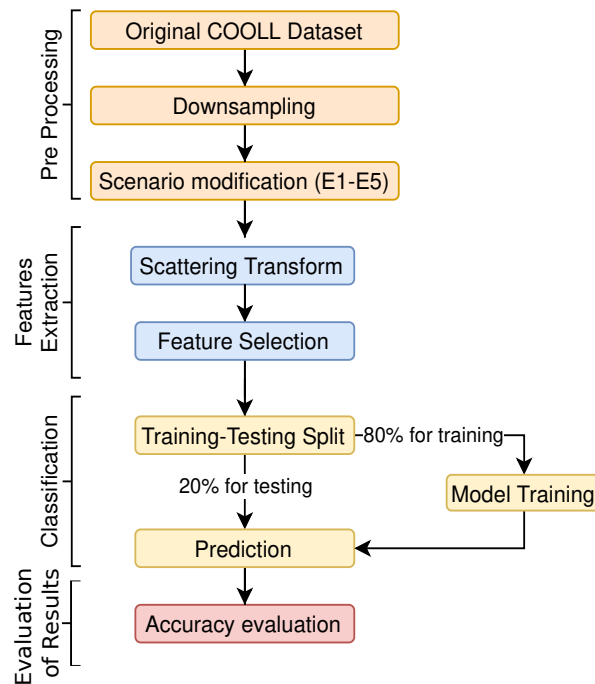 Pre Processing
Original COOLL Dataset
Downsampling
Scenario modification (E1-E5)
Features
Extraction
Scattering Transform
Feature Selection
Classification
Training-Testing Split
80% for training
20% for testing
Model Training
Prediction
Evaluation
of Results
Accuracy evaluation